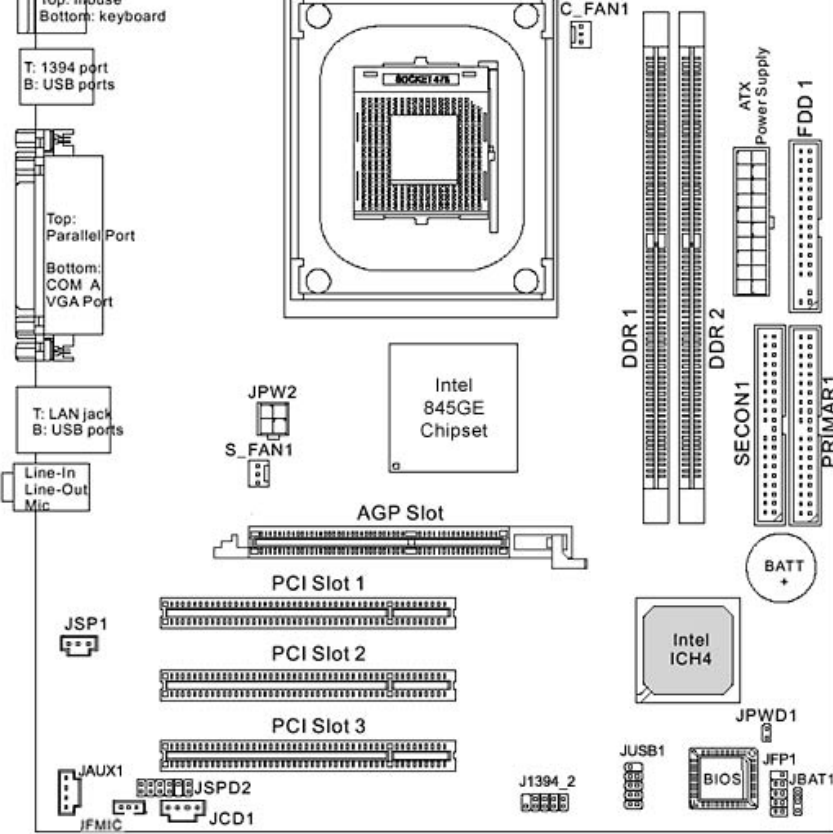 Top: mouse
Bottom: keyboard
C_FAN1
T: 1394 port
B: USB ports
SOCKET 478
ATX
Power Supply
FDD 1
Top:
Parallel Port
Bottom:
COM A
VGA Port
DDR 1
DDR 2
Intel
845GE
Chipset
JPW2
S_FAN1
T: LAN jack
B: USB ports
SECON1
PRIMAR1
Line-In
Line-Out
Mic
AGP Slot
BATT
+
PCI Slot 1
JSP1
Intel
ICH4
PCI Slot 2
PCI Slot 3
JPWD1
JAUX1
JSPD2
J1394_2
JUSB1
BIOS
JFP1
JBAT1
JFMIC
JCD1